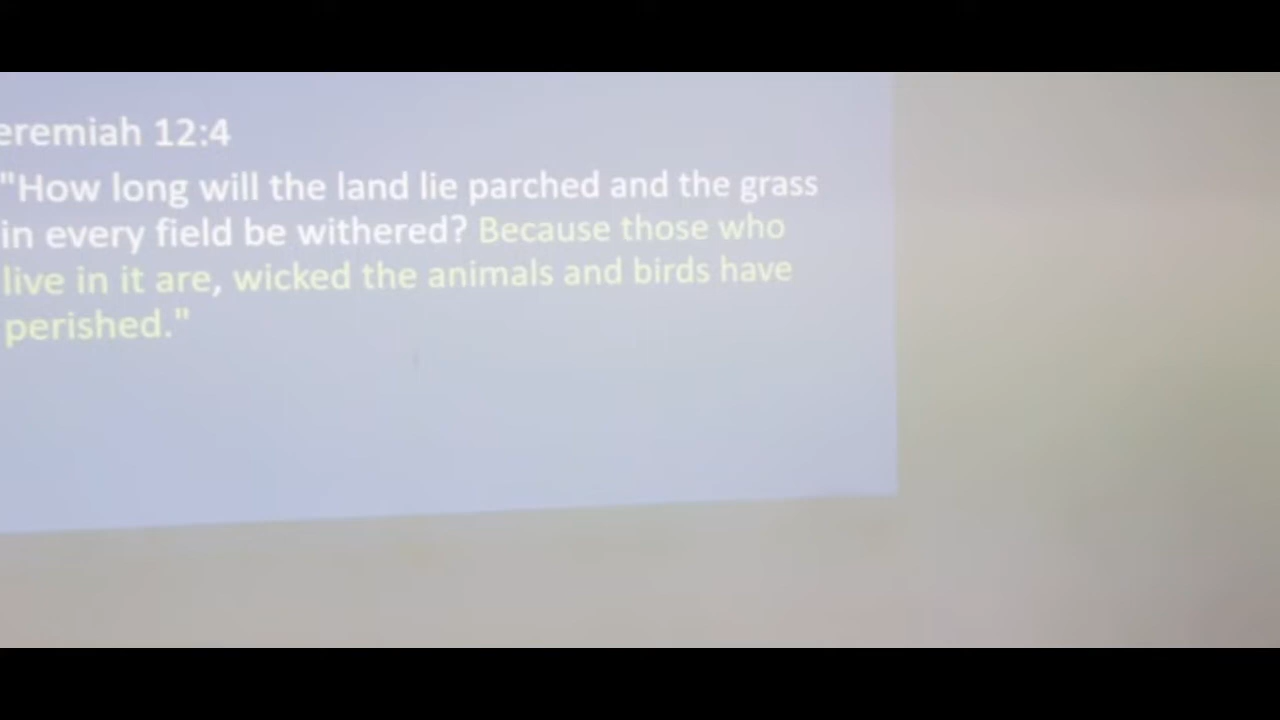 eremiah 12:4
"How long will the land lie parched and the grass
in every field be withered? Because those who
live in it are, wicked the animals and birds have
perished."